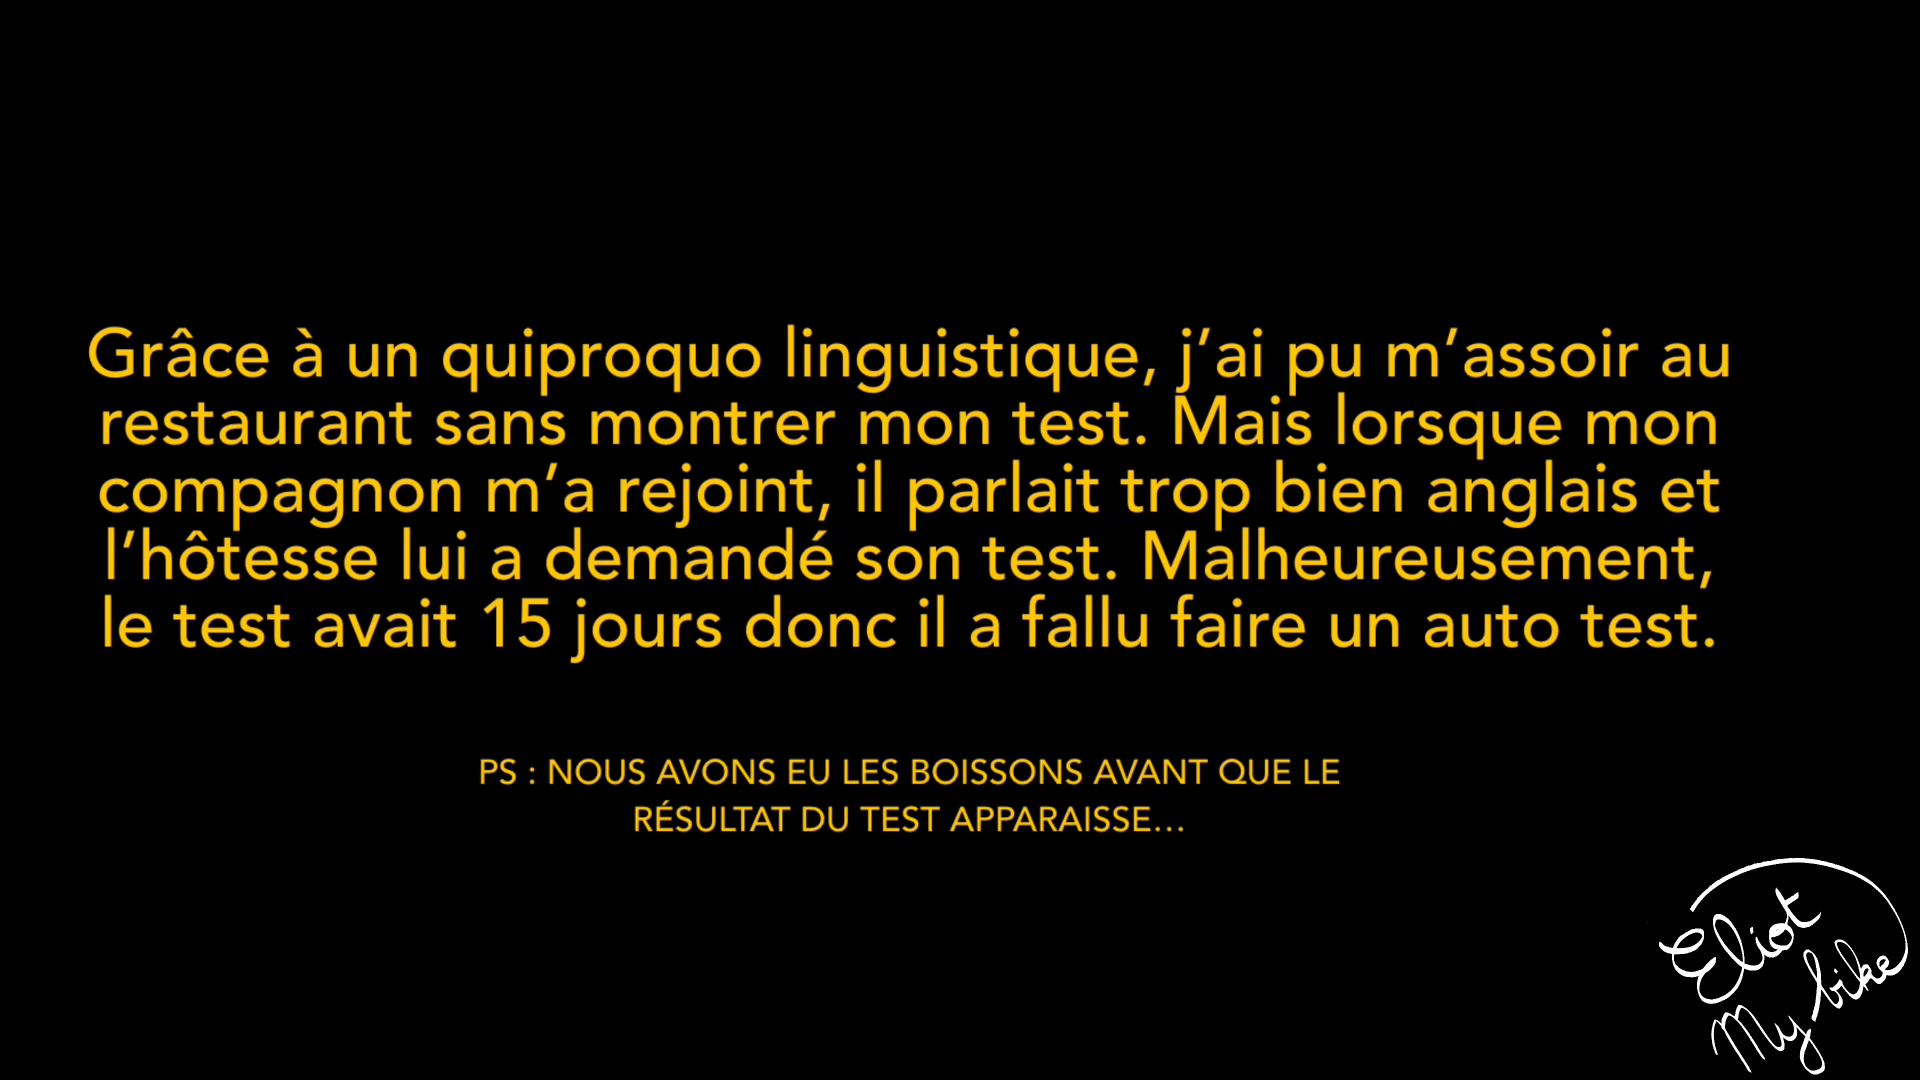 Grâce à un quiproquo linguistique, j’ai pu m’assoir au
restaurant sans montrer mon test. Mais lorsque mon
compagnon m’a rejoint, il parlait trop bien anglais et
l’hôtesse lui a demandé son test. Malheureusement,
le test avait 15 jours donc il a fallu faire un auto test.
PS : NOUS AVONS EU LES BOISSONS AVANT QUE LE
RÉSULTAT DU TEST APPARAISSE…
Eliot
My bike